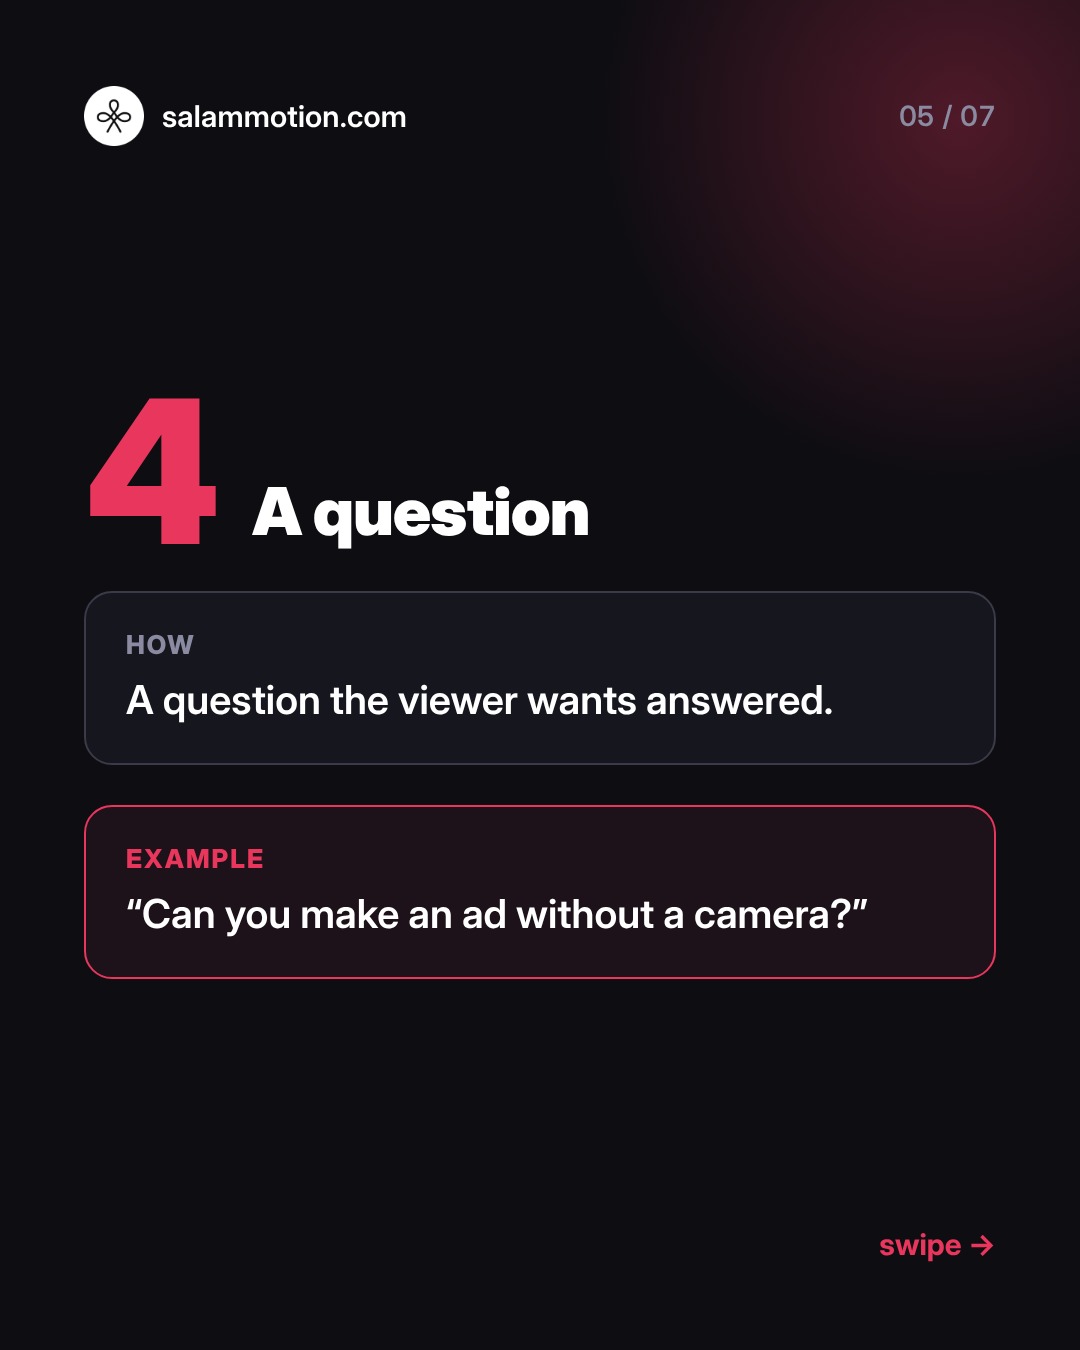 salammotion.com
05 / 07
4 A question
HOW
A question the viewer wants answered.
EXAMPLE
“Can you make an ad without a camera?”
swipe →